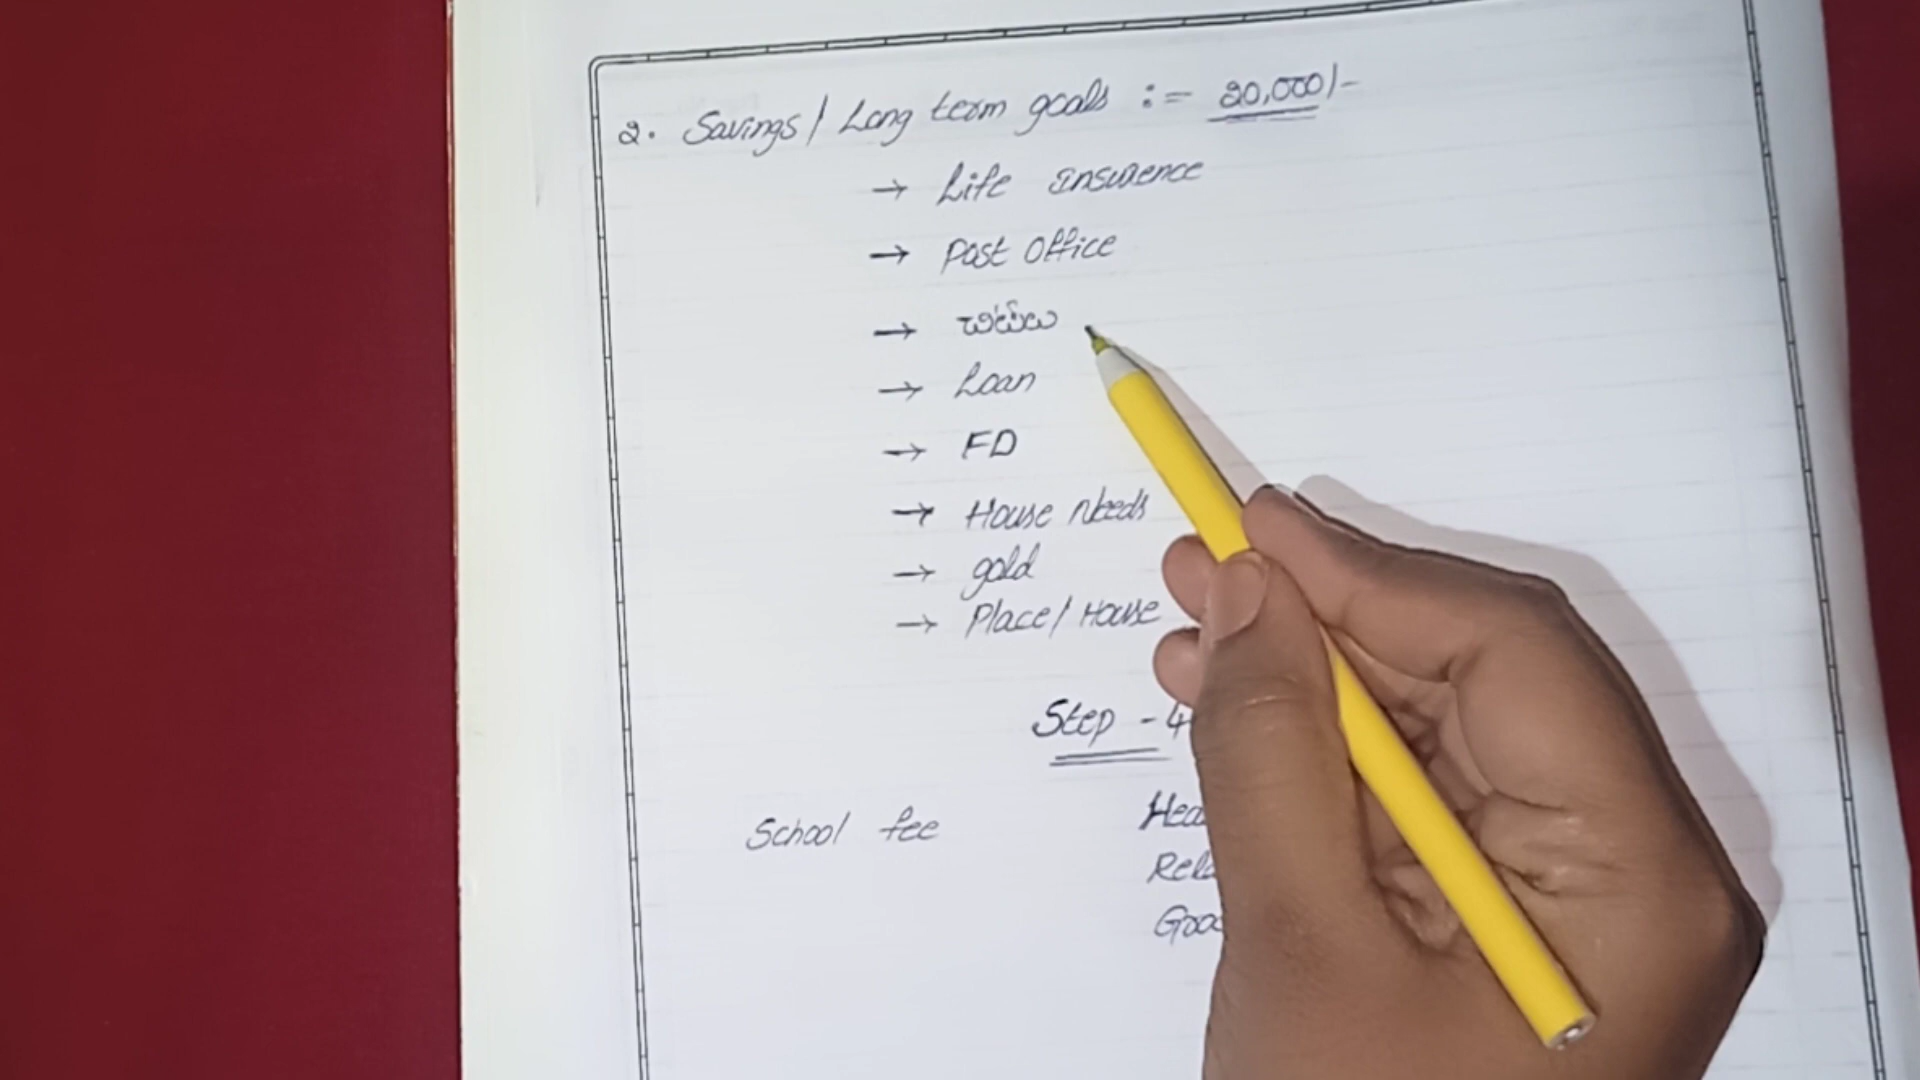 2. Savings / Long term goals :- 20,000/-
→ Life insurence
→ Post Office
→ చిట్టీలు
→ Loan
→ FD
→ House needs
→ gold
→ Place / House
Step - 4
School fee